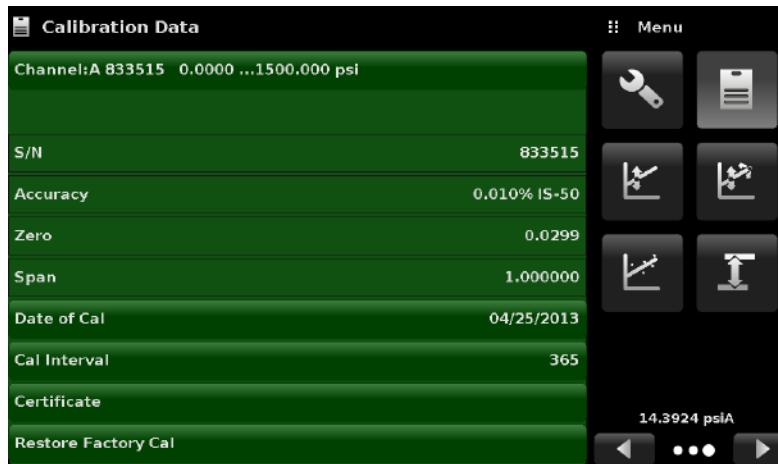 Calibration Data
Menu
Channel:A 833515 0.0000 ...1500.000 psi
S/N 833515
Accuracy 0.010% IS-50
Zero 0.0299
Span 1.000000
Date of Cal 04/25/2013
Cal Interval 365
Certificate
Restore Factory Cal
14.3924 psiA